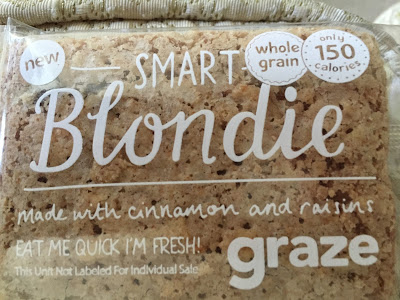 new
SMART
whole
grain
only
150
calories
Blondie
made with cinnamon and raisins
EAT ME QUICK I'M FRESH!
graze
This Unit Not Labeled For Individual Sale